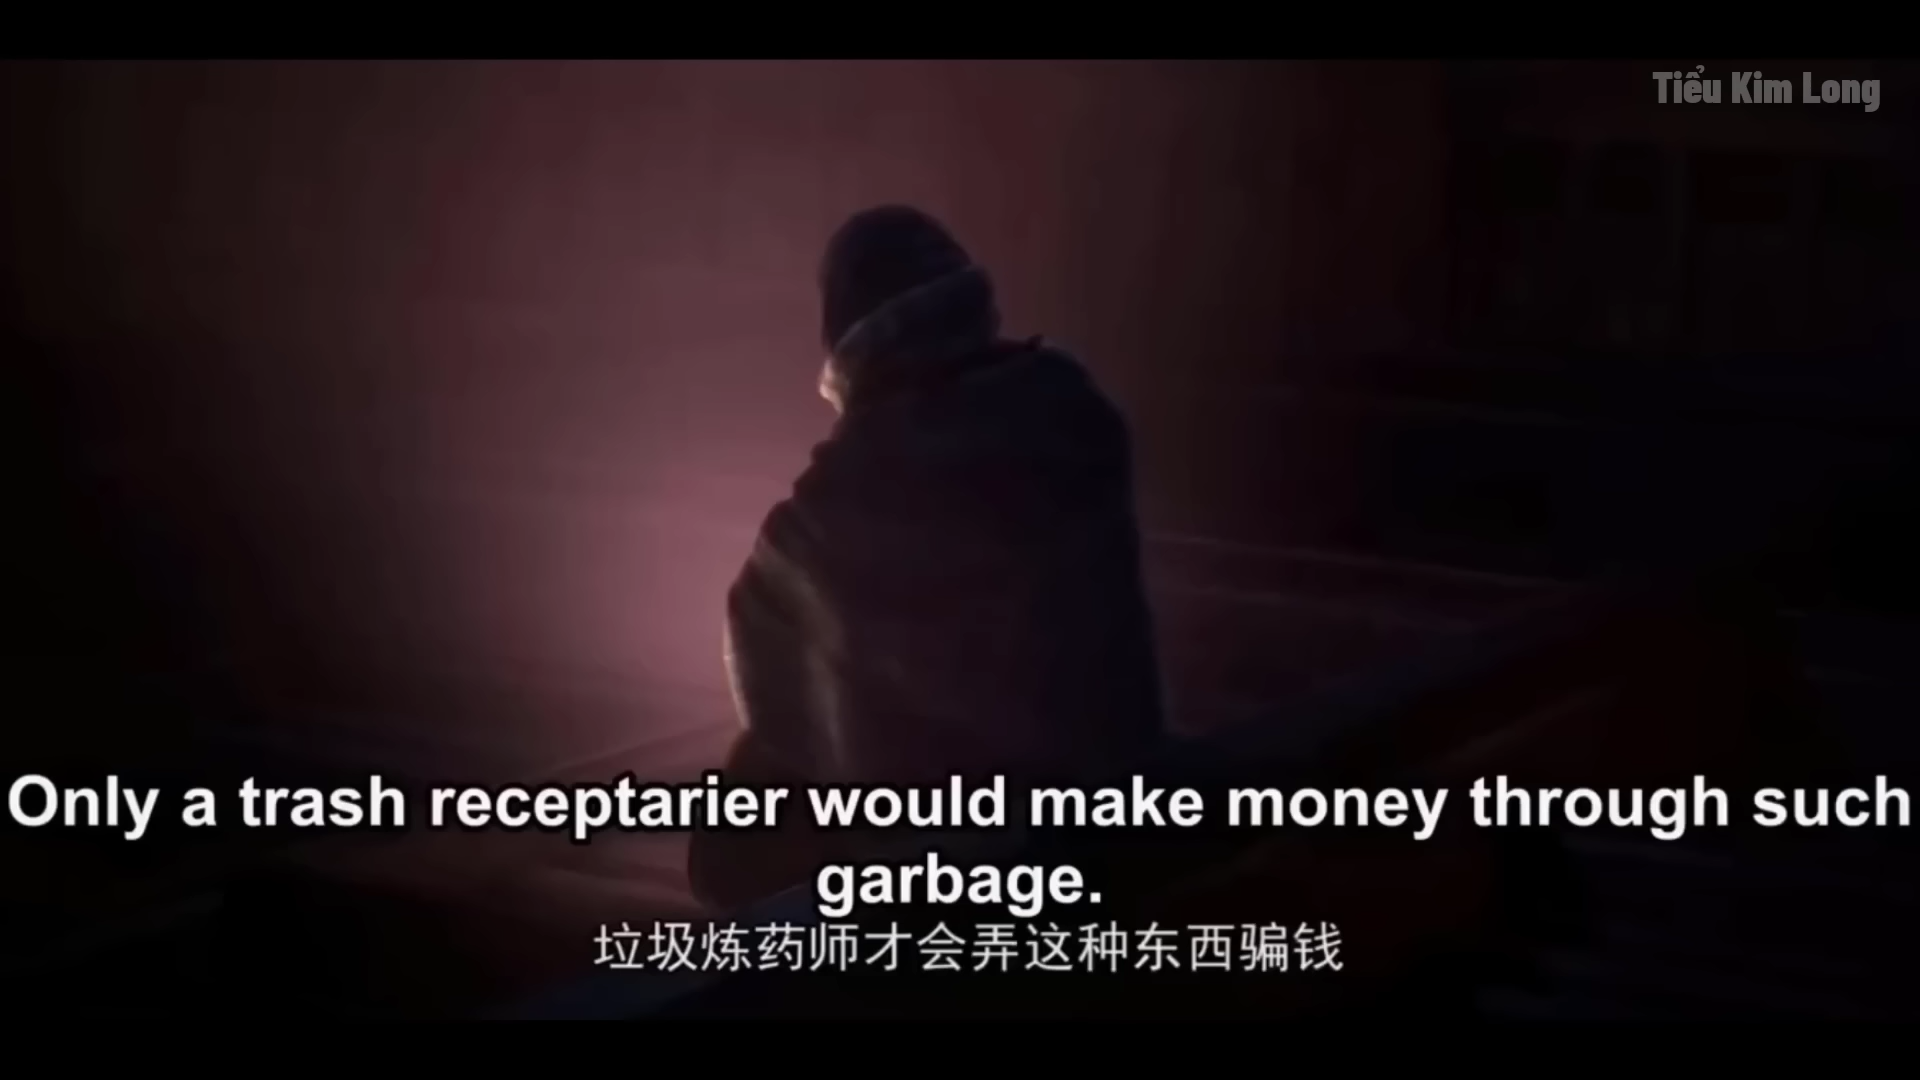 Tiểu Kim Long
Only a trash receptarier would make money through such
garbage.
垃圾炼药师才会弄这种东西骗钱